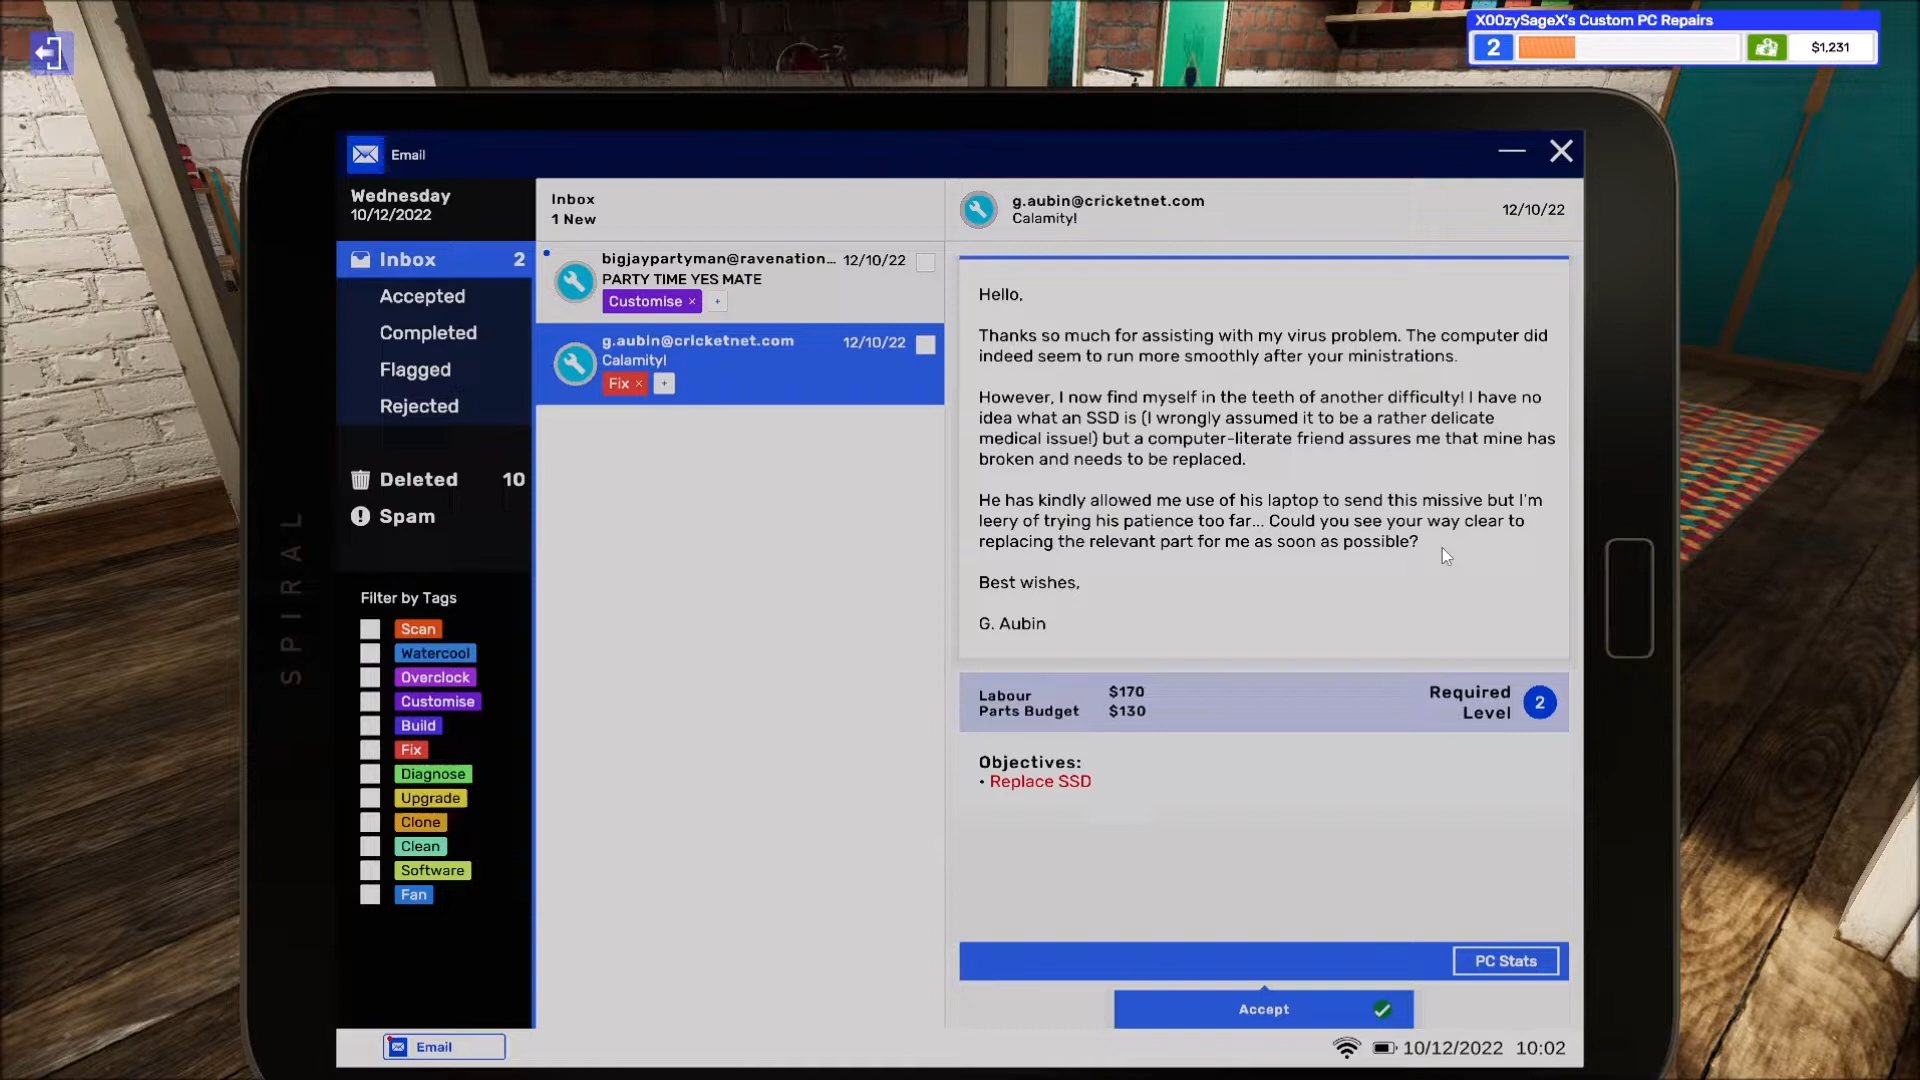 X00zySageX's Custom PC Repairs
2
$1,231
Email
Wednesday
10/12/2022
Inbox 2
Accepted
Completed
Flagged
Rejected
Deleted 10
Spam
Filter by Tags
Scan
Watercool
Overclock
Customise
Build
Fix
Diagnose
Upgrade
Clone
Clean
Software
Fan
Inbox
1 New
bigjaypartyman@ravenation... 12/10/22
PARTY TIME YES MATE
Customise × +
g.aubin@cricketnet.com 12/10/22
Calamity!
Fix × +
g.aubin@cricketnet.com
Calamity!
12/10/22
Hello,
Thanks so much for assisting with my virus problem. The computer did
indeed seem to run more smoothly after your ministrations.
However, I now find myself in the teeth of another difficulty! I have no
idea what an SSD is (I wrongly assumed it to be a rather delicate
medical issue!) but a computer-literate friend assures me that mine has
broken and needs to be replaced.
He has kindly allowed me use of his laptop to send this missive but I'm
leery of trying his patience too far... Could you see your way clear to
replacing the relevant part for me as soon as possible?
Best wishes,
G. Aubin
Labour $170
Parts Budget $130
Required
Level
2
Objectives:
• Replace SSD
PC Stats
Accept
Email
10/12/2022 10:02
SPIRAL